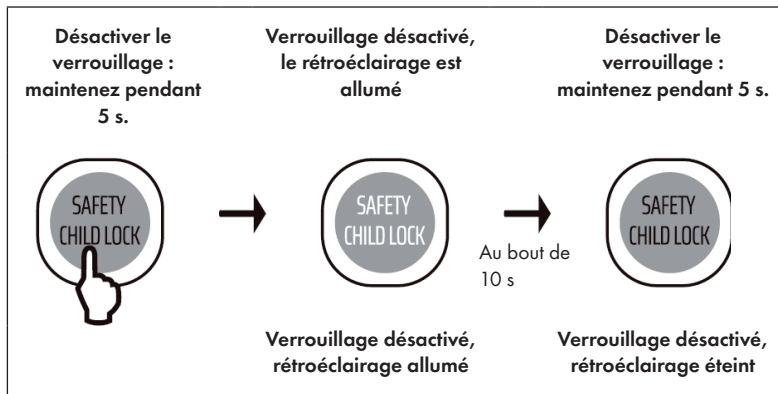 Désactiver le
verrouillage :
maintenez pendant
5 s.
Verrouillage désactivé,
le rétroéclairage est
allumé
Désactiver le
verrouillage :
maintenez pendant 5 s.
SAFETY
CHILD LOCK
SAFETY
CHILD LOCK
Au bout de
10 s
SAFETY
CHILD LOCK
Verrouillage désactivé,
rétroéclairage allumé
Verrouillage désactivé,
rétroéclairage éteint